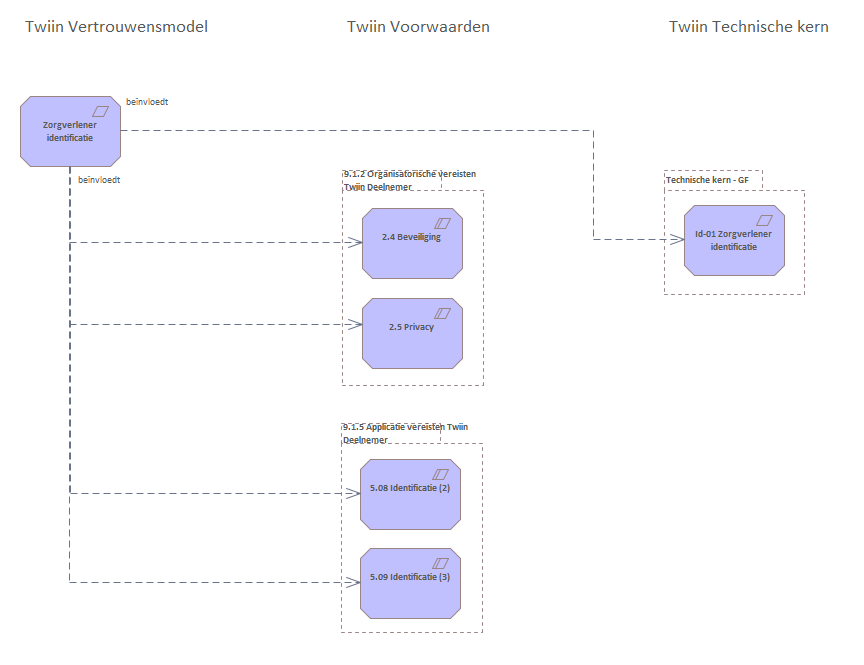 Twiin Vertrouwensmodel
Twiin Voorwaarden
Twiin Technische kern
Zorgverlener
identificatie
beïnvloedt
beïnvloedt
9.1.2 Organisatorische vereisten
Twiin Deelnemer
2.4 Beveiliging
2.5 Privacy
Technische kern - GF
Id-01 Zorgverlener
identificatie
9.1.5 Applicatie vereisten Twiin
Deelnemer
5.08 Identificatie (2)
5.09 Identificatie (3)